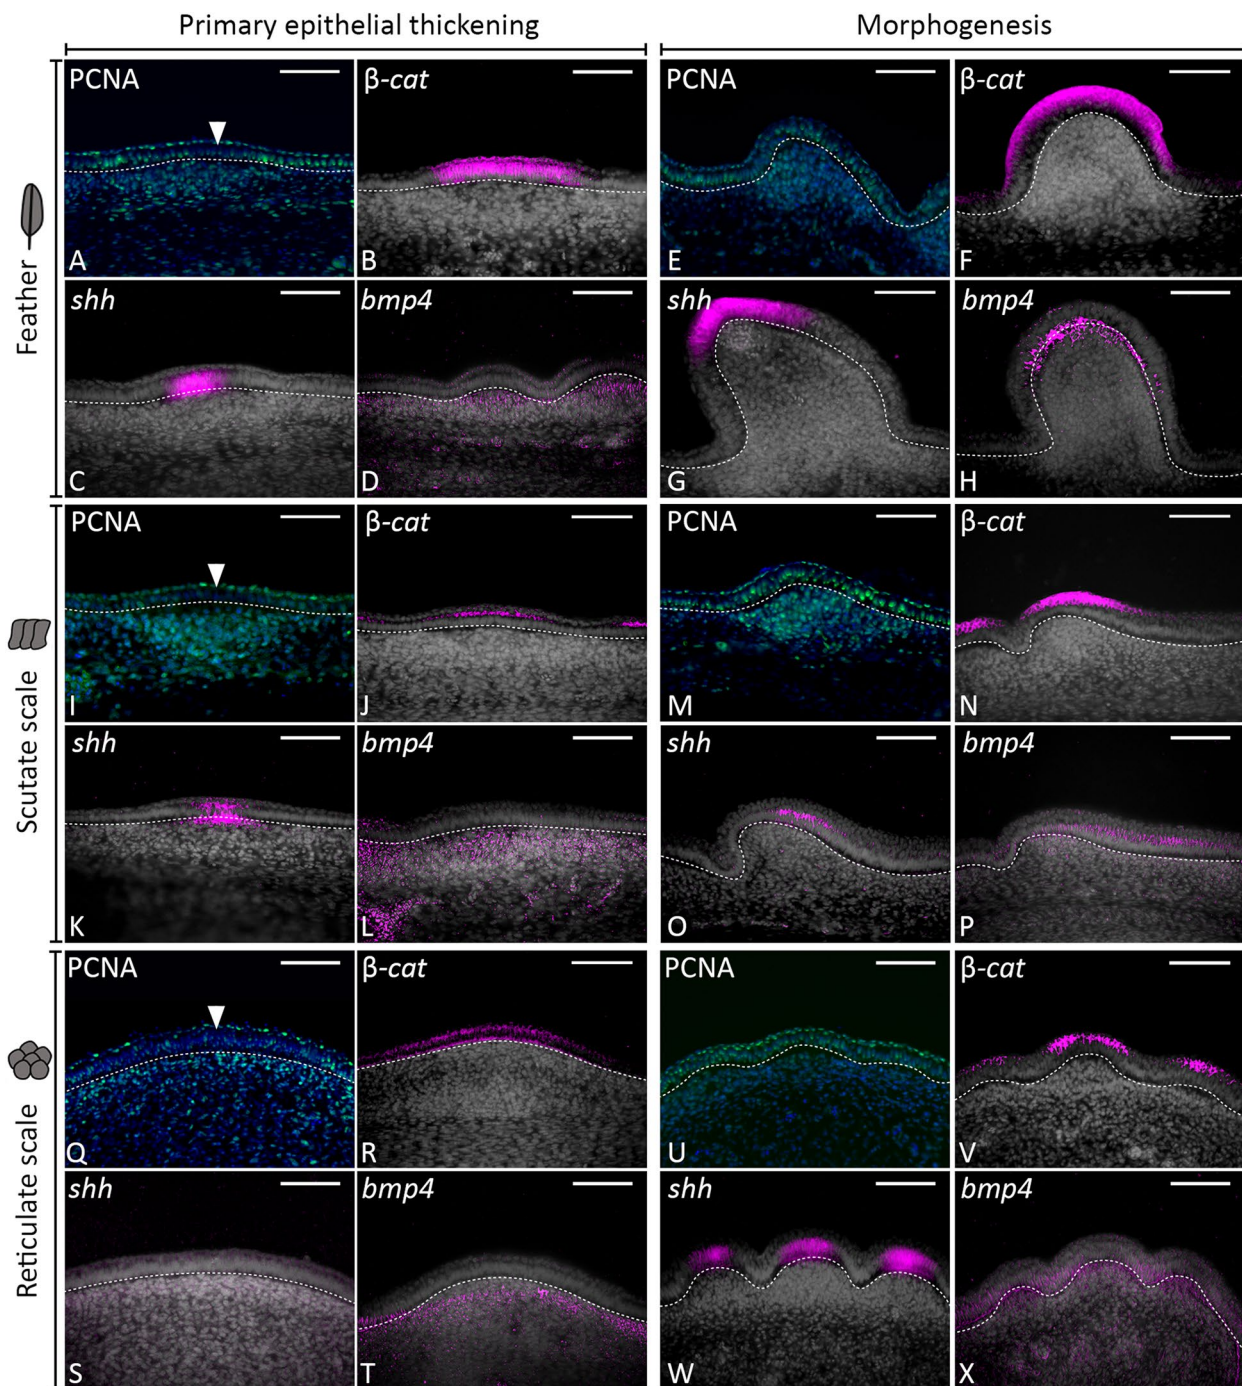 Primary epithelial thickening
Morphogenesis
Feather
PCNA
A
β-cat
B
PCNA
E
β-cat
F
shh
C
bmp4
D
shh
G
bmp4
H
Scutate scale
PCNA
I
β-cat
J
PCNA
M
β-cat
N
shh
K
bmp4
L
shh
O
bmp4
P
Reticulate scale
PCNA
Q
β-cat
R
PCNA
U
β-cat
V
shh
S
bmp4
T
shh
W
bmp4
X